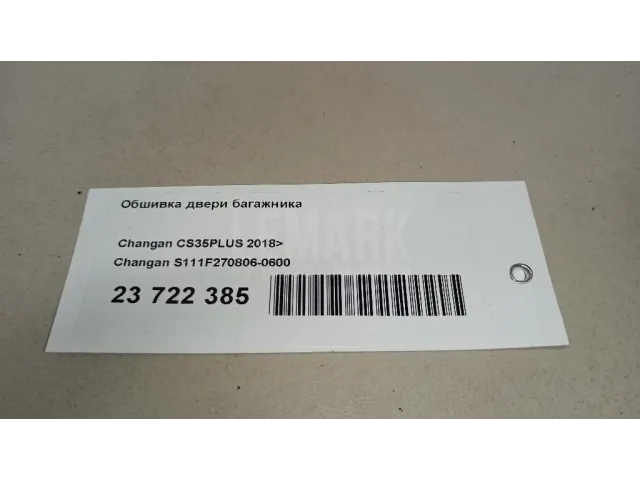 Обшивка двери багажника
Changan CS35PLUS 2018>
Changan S111F270806-0600
23 722 385